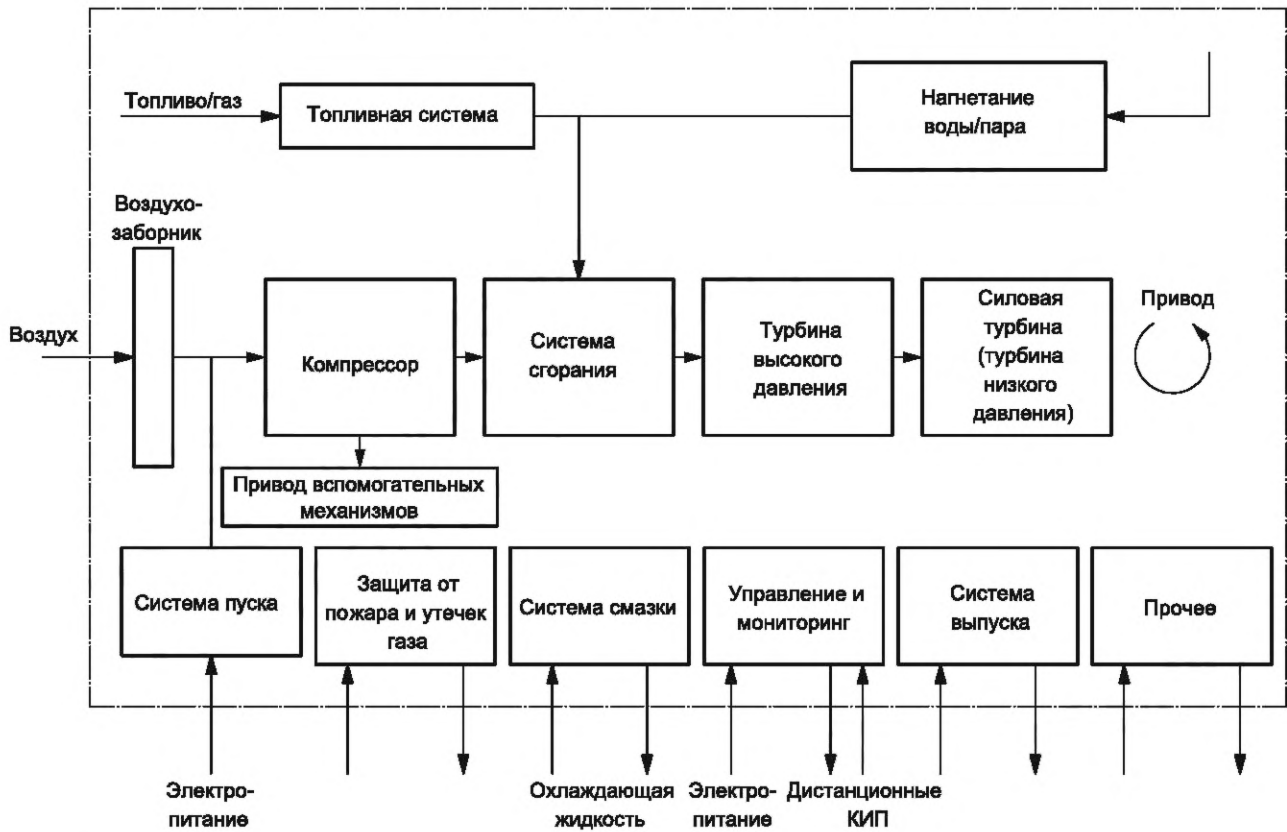 Топливо/газ
Топливная система
Нагнетание
воды/пара
Воздухо-
заборник
Воздух
Компрессор
Система
сгорания
Турбина
высокого
давления
Силовая
турбина
(турбина
низкого
давления)
Привод
Привод вспомогательных
механизмов
Система пуска
Защита от
пожара и утечек
газа
Система смазки
Управление и
мониторинг
Система
выпуска
Прочее
Электро-
питание
Охлаждающая
жидкость
Электро-
питание
Дистанционные
КИП